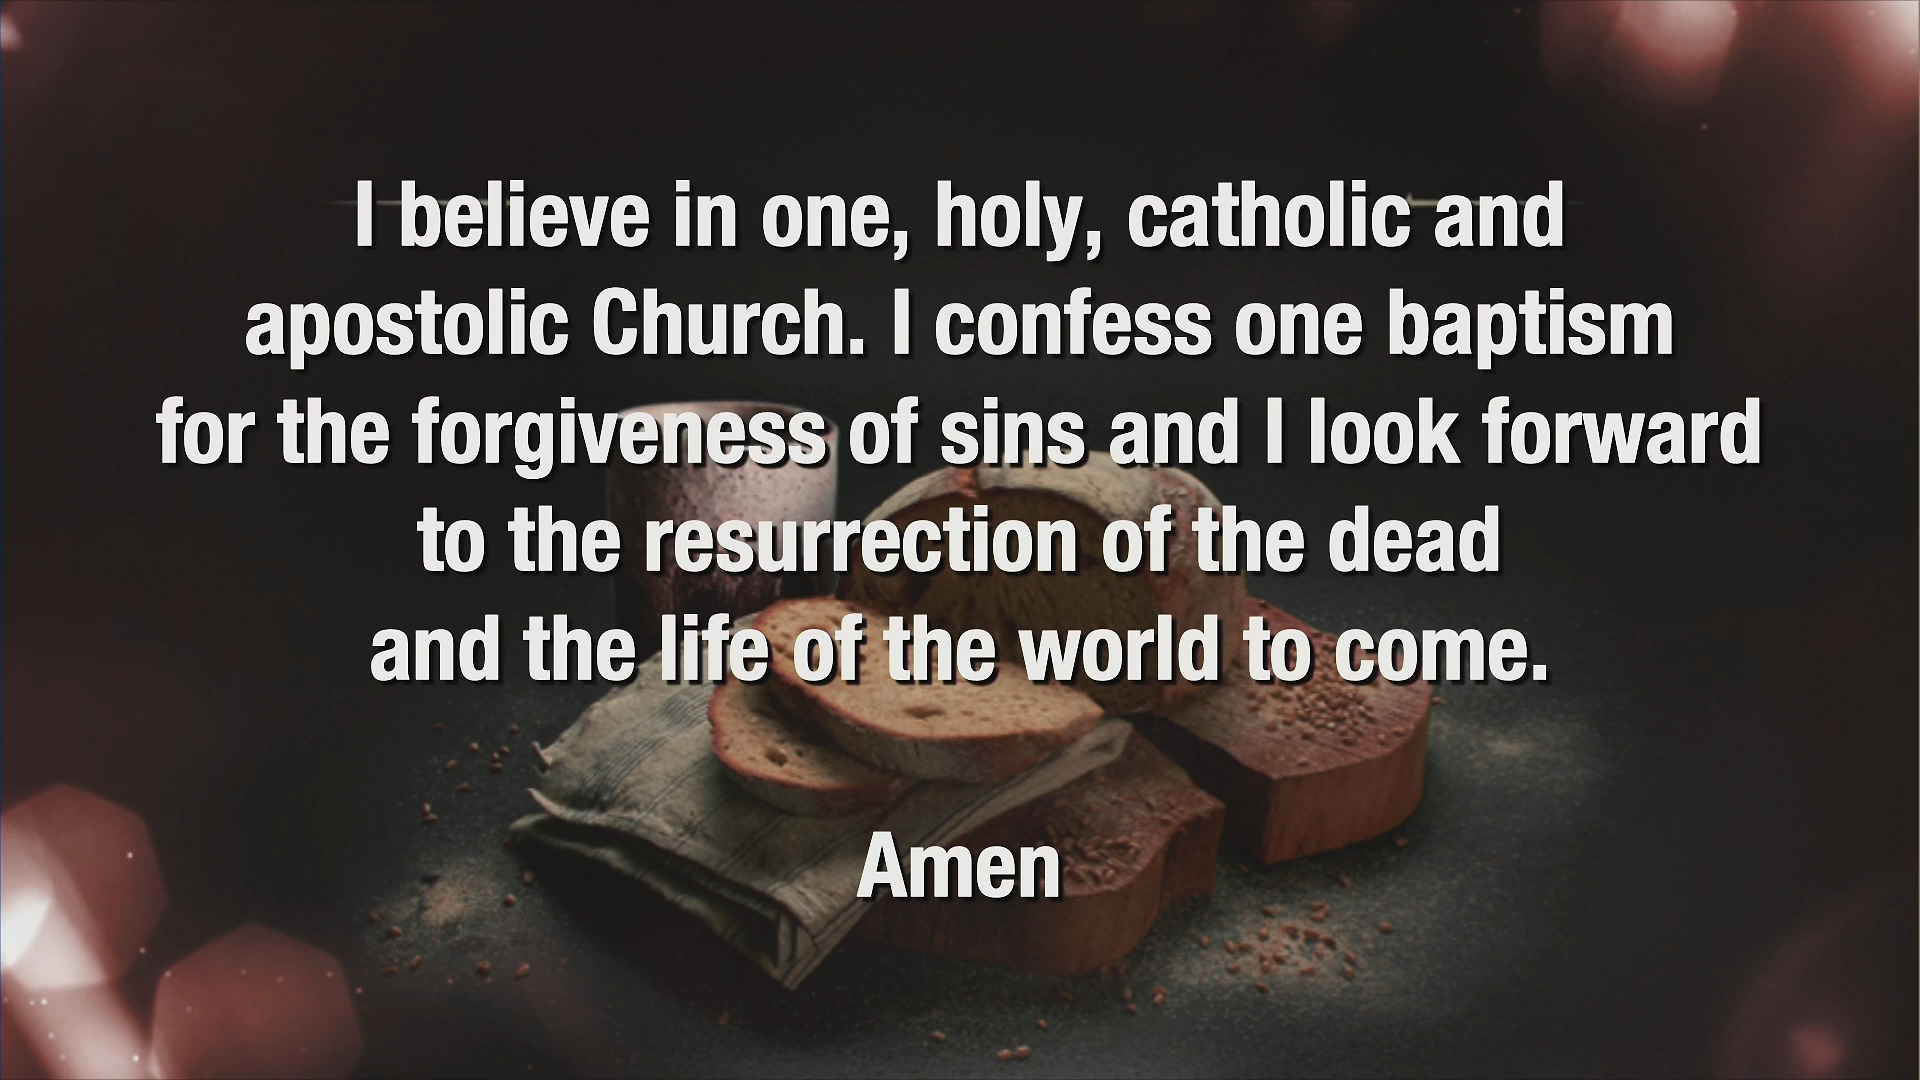 I believe in one, holy, catholic and
apostolic Church. I confess one baptism
for the forgiveness of sins and I look forward
to the resurrection of the dead
and the life of the world to come.
Amen